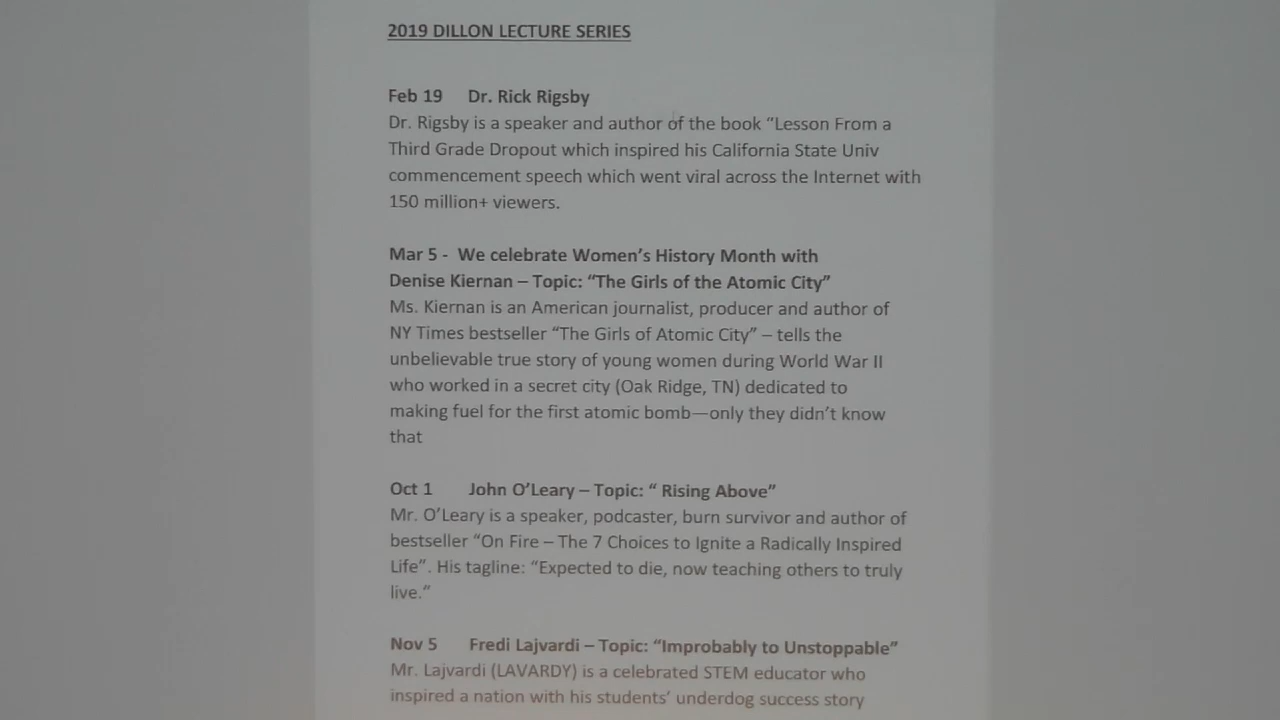 2019 DILLON LECTURE SERIES
Feb 19 Dr. Rick Rigsby
Dr. Rigsby is a speaker and author of the book “Lesson From a
Third Grade Dropout which inspired his California State Univ
commencement speech which went viral across the Internet with
150 million+ viewers.
Mar 5 - We celebrate Women’s History Month with
Denise Kiernan – Topic: “The Girls of the Atomic City”
Ms. Kiernan is an American journalist, producer and author of
NY Times bestseller “The Girls of Atomic City” – tells the
unbelievable true story of young women during World War II
who worked in a secret city (Oak Ridge, TN) dedicated to
making fuel for the first atomic bomb—only they didn’t know
that
Oct 1 John O’Leary – Topic: “ Rising Above”
Mr. O’Leary is a speaker, podcaster, burn survivor and author of
bestseller “On Fire – The 7 Choices to Ignite a Radically Inspired
Life”. His tagline: “Expected to die, now teaching others to truly
live.”
Nov 5 Fredi Lajvardi – Topic: “Improbably to Unstoppable”
Mr. Lajvardi (LAVARDY) is a celebrated STEM educator who
inspired a nation with his students’ underdog success story